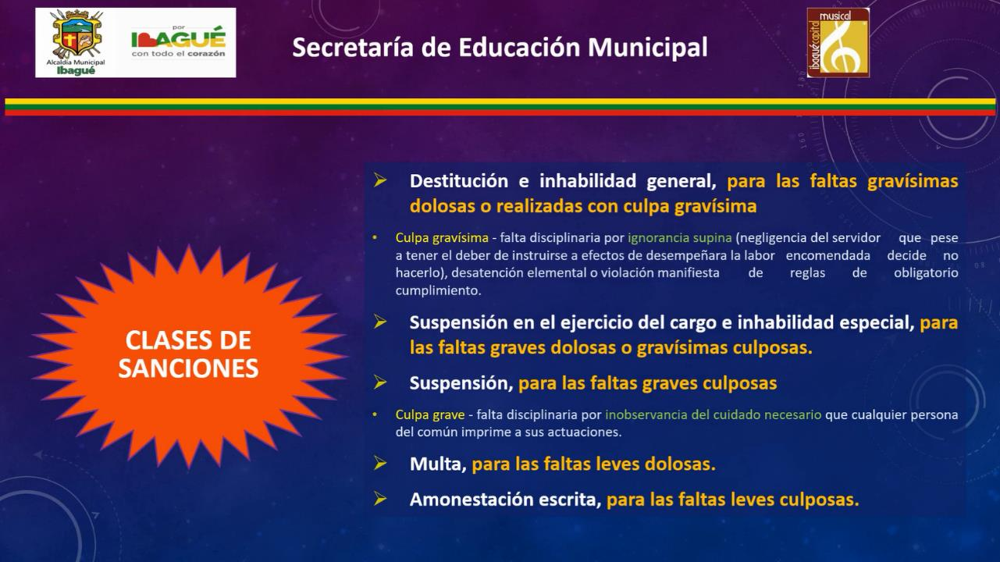 Alcaldía Municipal
Ibagué
por
IBAGUÉ
con todo el corazón
Secretaría de Educación Municipal
musical
ibaguécapital
CLASES DE
SANCIONES
Destitución e inhabilidad general, para las faltas gravísimas
dolosas o realizadas con culpa gravísima
Culpa gravísima - falta disciplinaria por ignorancia supina (negligencia del servidor que pese
a tener el deber de instruirse a efectos de desempeñara la labor encomendada decide no
hacerlo), desatención elemental o violación manifiesta de reglas de obligatorio
cumplimiento.
Suspensión en el ejercicio del cargo e inhabilidad especial, para
las faltas graves dolosas o gravísimas culposas.
Suspensión, para las faltas graves culposas
Culpa grave - falta disciplinaria por inobservancia del cuidado necesario que cualquier persona
del común imprime a sus actuaciones.
Multa, para las faltas leves dolosas.
Amonestación escrita, para las faltas leves culposas.